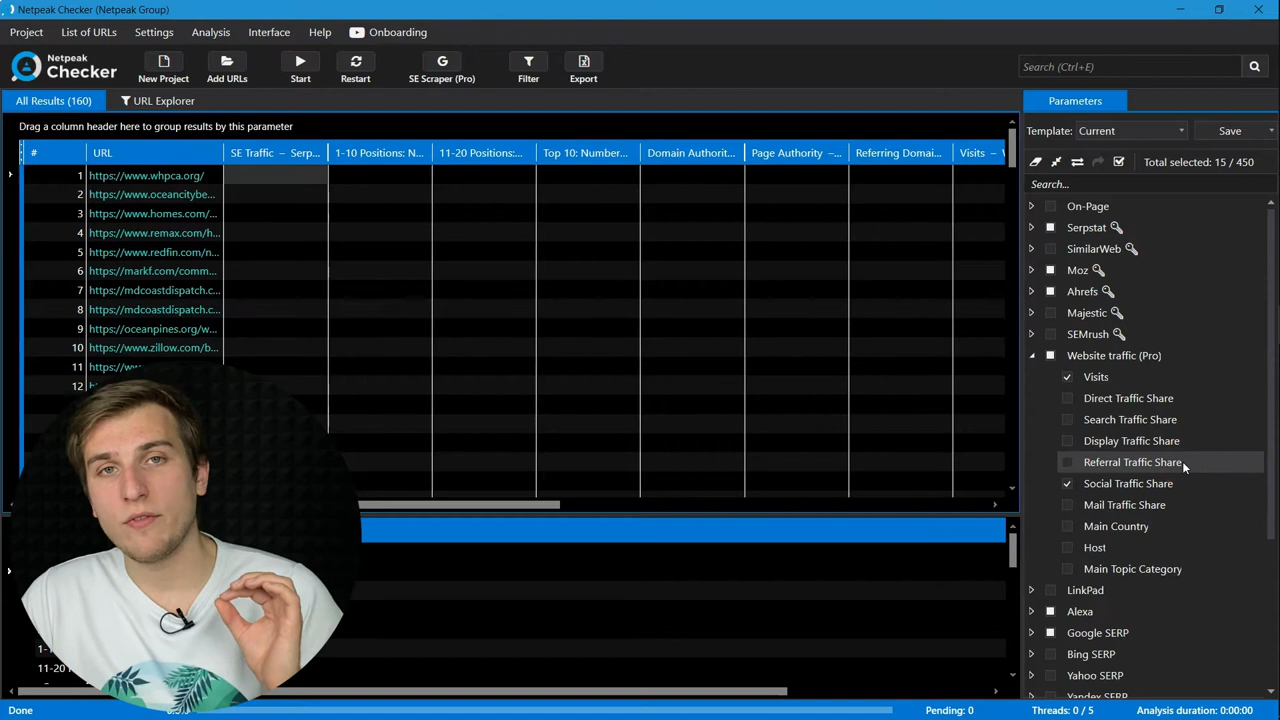 Netpeak Checker (Netpeak Group)
Project List of URLs Settings Analysis Interface Help Onboarding
Netpeak
Checker
New Project Add URLs Start Restart SE Scraper (Pro) Filter Export
Search (Ctrl+E)
All Results (160) URL Explorer
Parameters
Drag a column header here to group results by this parameter
Template: Current Save
# URL SE Traffic – Serp... 1-10 Positions: N... 11-20 Positions:... Top 10: Number... Domain Authorit... Page Authority –... Referring Domai... Visits –
Total selected: 15 / 450
1 https://www.whpca.org/
2 https://www.oceancitybe...
3 https://www.homes.com/...
4 https://www.remax.com/h...
5 https://www.redfin.com/n...
6 https://markf.com/comm...
7 https://mdcoastdispatch.c...
8 https://mdcoastdispatch.c...
9 https://oceanpines.org/w...
10 https://www.zillow.com/b...
11
12
Search...
On-Page
Serpstat
SimilarWeb
Moz
Ahrefs
Majestic
SEMrush
Website traffic (Pro)
Visits
Direct Traffic Share
Search Traffic Share
Display Traffic Share
Referral Traffic Share
Social Traffic Share
Mail Traffic Share
Main Country
Host
Main Topic Category
LinkPad
Alexa
Google SERP
Bing SERP
Yahoo SERP
Yandex SERP
11-20
Done Pending: 0 Threads: 0 / 5 Analysis duration: 0:00:00